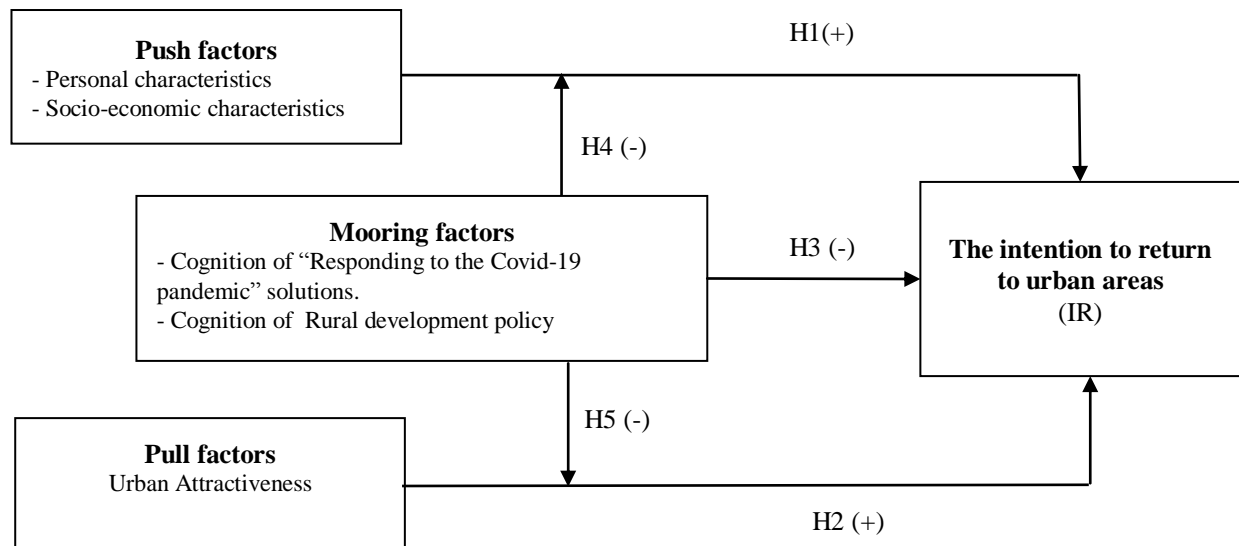 H1(+)
Push factors
- Personal characteristics
- Socio-economic characteristics
H4 (-)
Mooring factors
- Cognition of “Responding to the Covid-19
pandemic” solutions.
- Cognition of Rural development policy
H3 (-)
The intention to return
to urban areas
(IR)
H5 (-)
Pull factors
Urban Attractiveness
H2 (+)